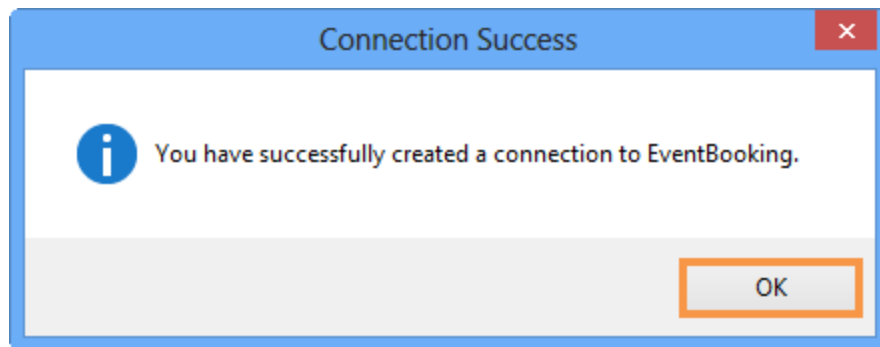 Connection Success
You have successfully created a connection to EventBooking.
OK